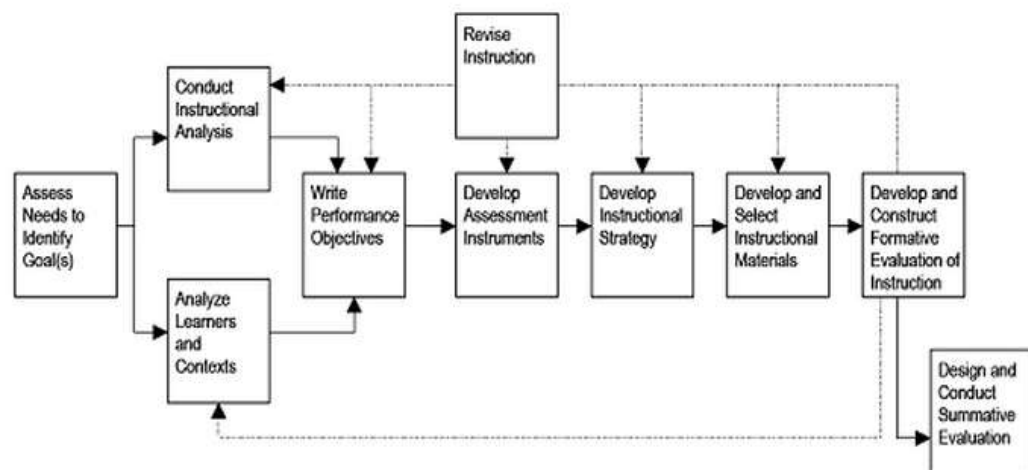 Revise
Instruction
Conduct
Instructional
Analysis
Assess
Needs to
Identify
Goal(s)
Write
Performance
Objectives
Develop
Assessment
Instruments
Develop
Instructional
Strategy
Develop and
Select
Instructional
Materials
Develop and
Construct
Formative
Evaluation of
Instruction
Analyze
Learners
and
Contexts
Design and
Conduct
Summative
Evaluation